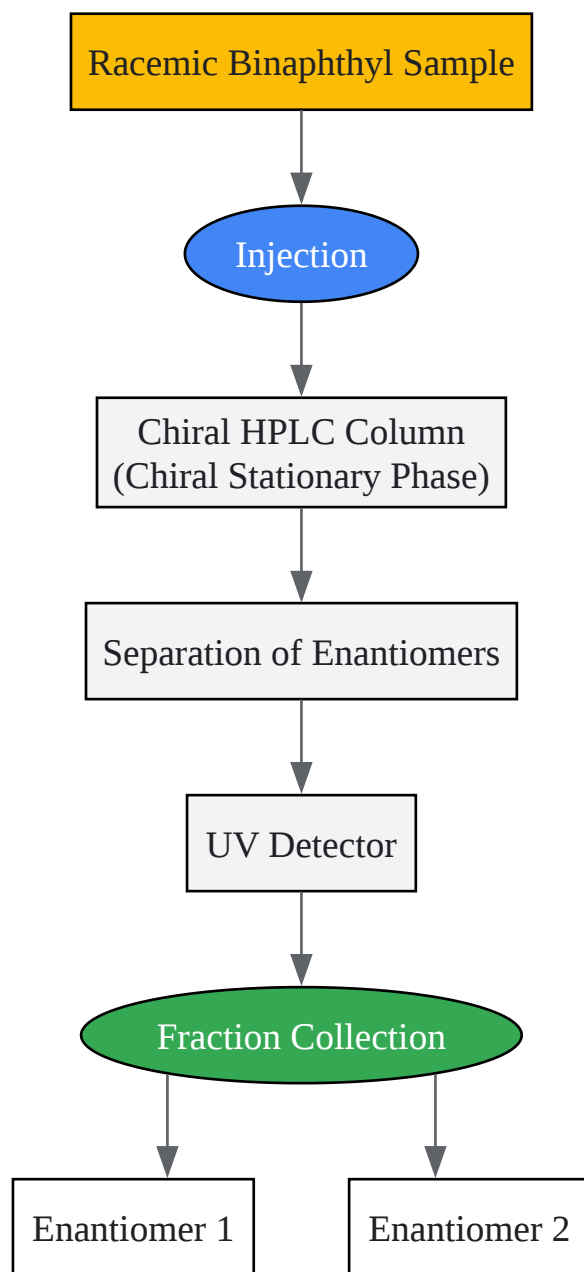 Racemic Binaphthyl Sample
Injection
Chiral HPLC Column
(Chiral Stationary Phase)
Separation of Enantiomers
UV Detector
Fraction Collection
Enantiomer 1
Enantiomer 2